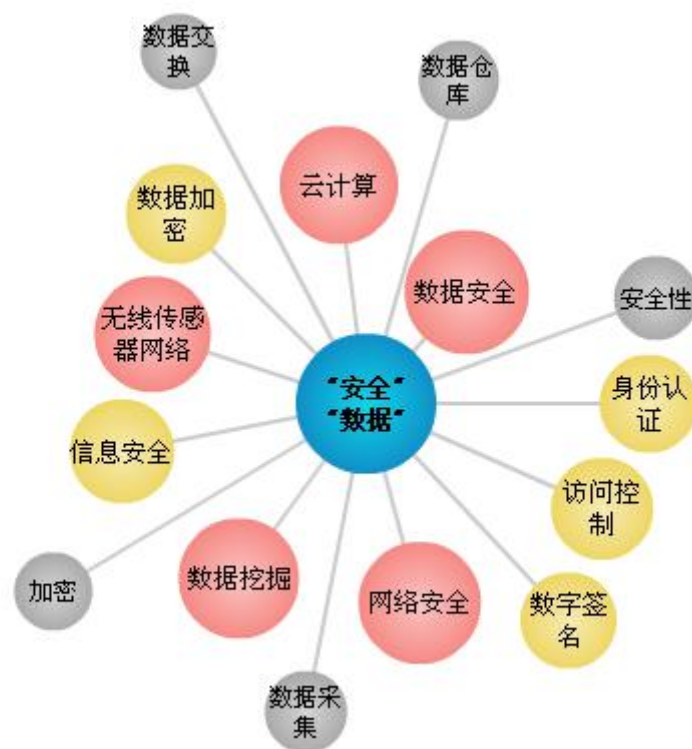 数据交
换
数据仓
库
云计算
数据加
密
数据安全
安全性
无线传感
器网络
"安全"
"数据"
身份认
证
信息安全
访问控
制
加密
数据挖掘
网络安全
数字签
名
数据采
集